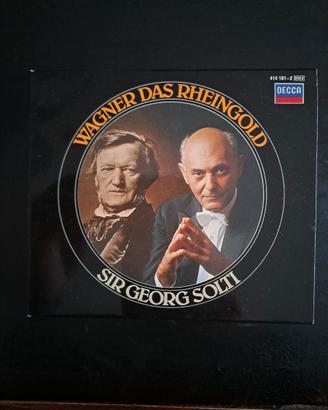 414 101-2
DECCA
WAGNER DAS RHEINGOLD
SIR GEORG SOLTI